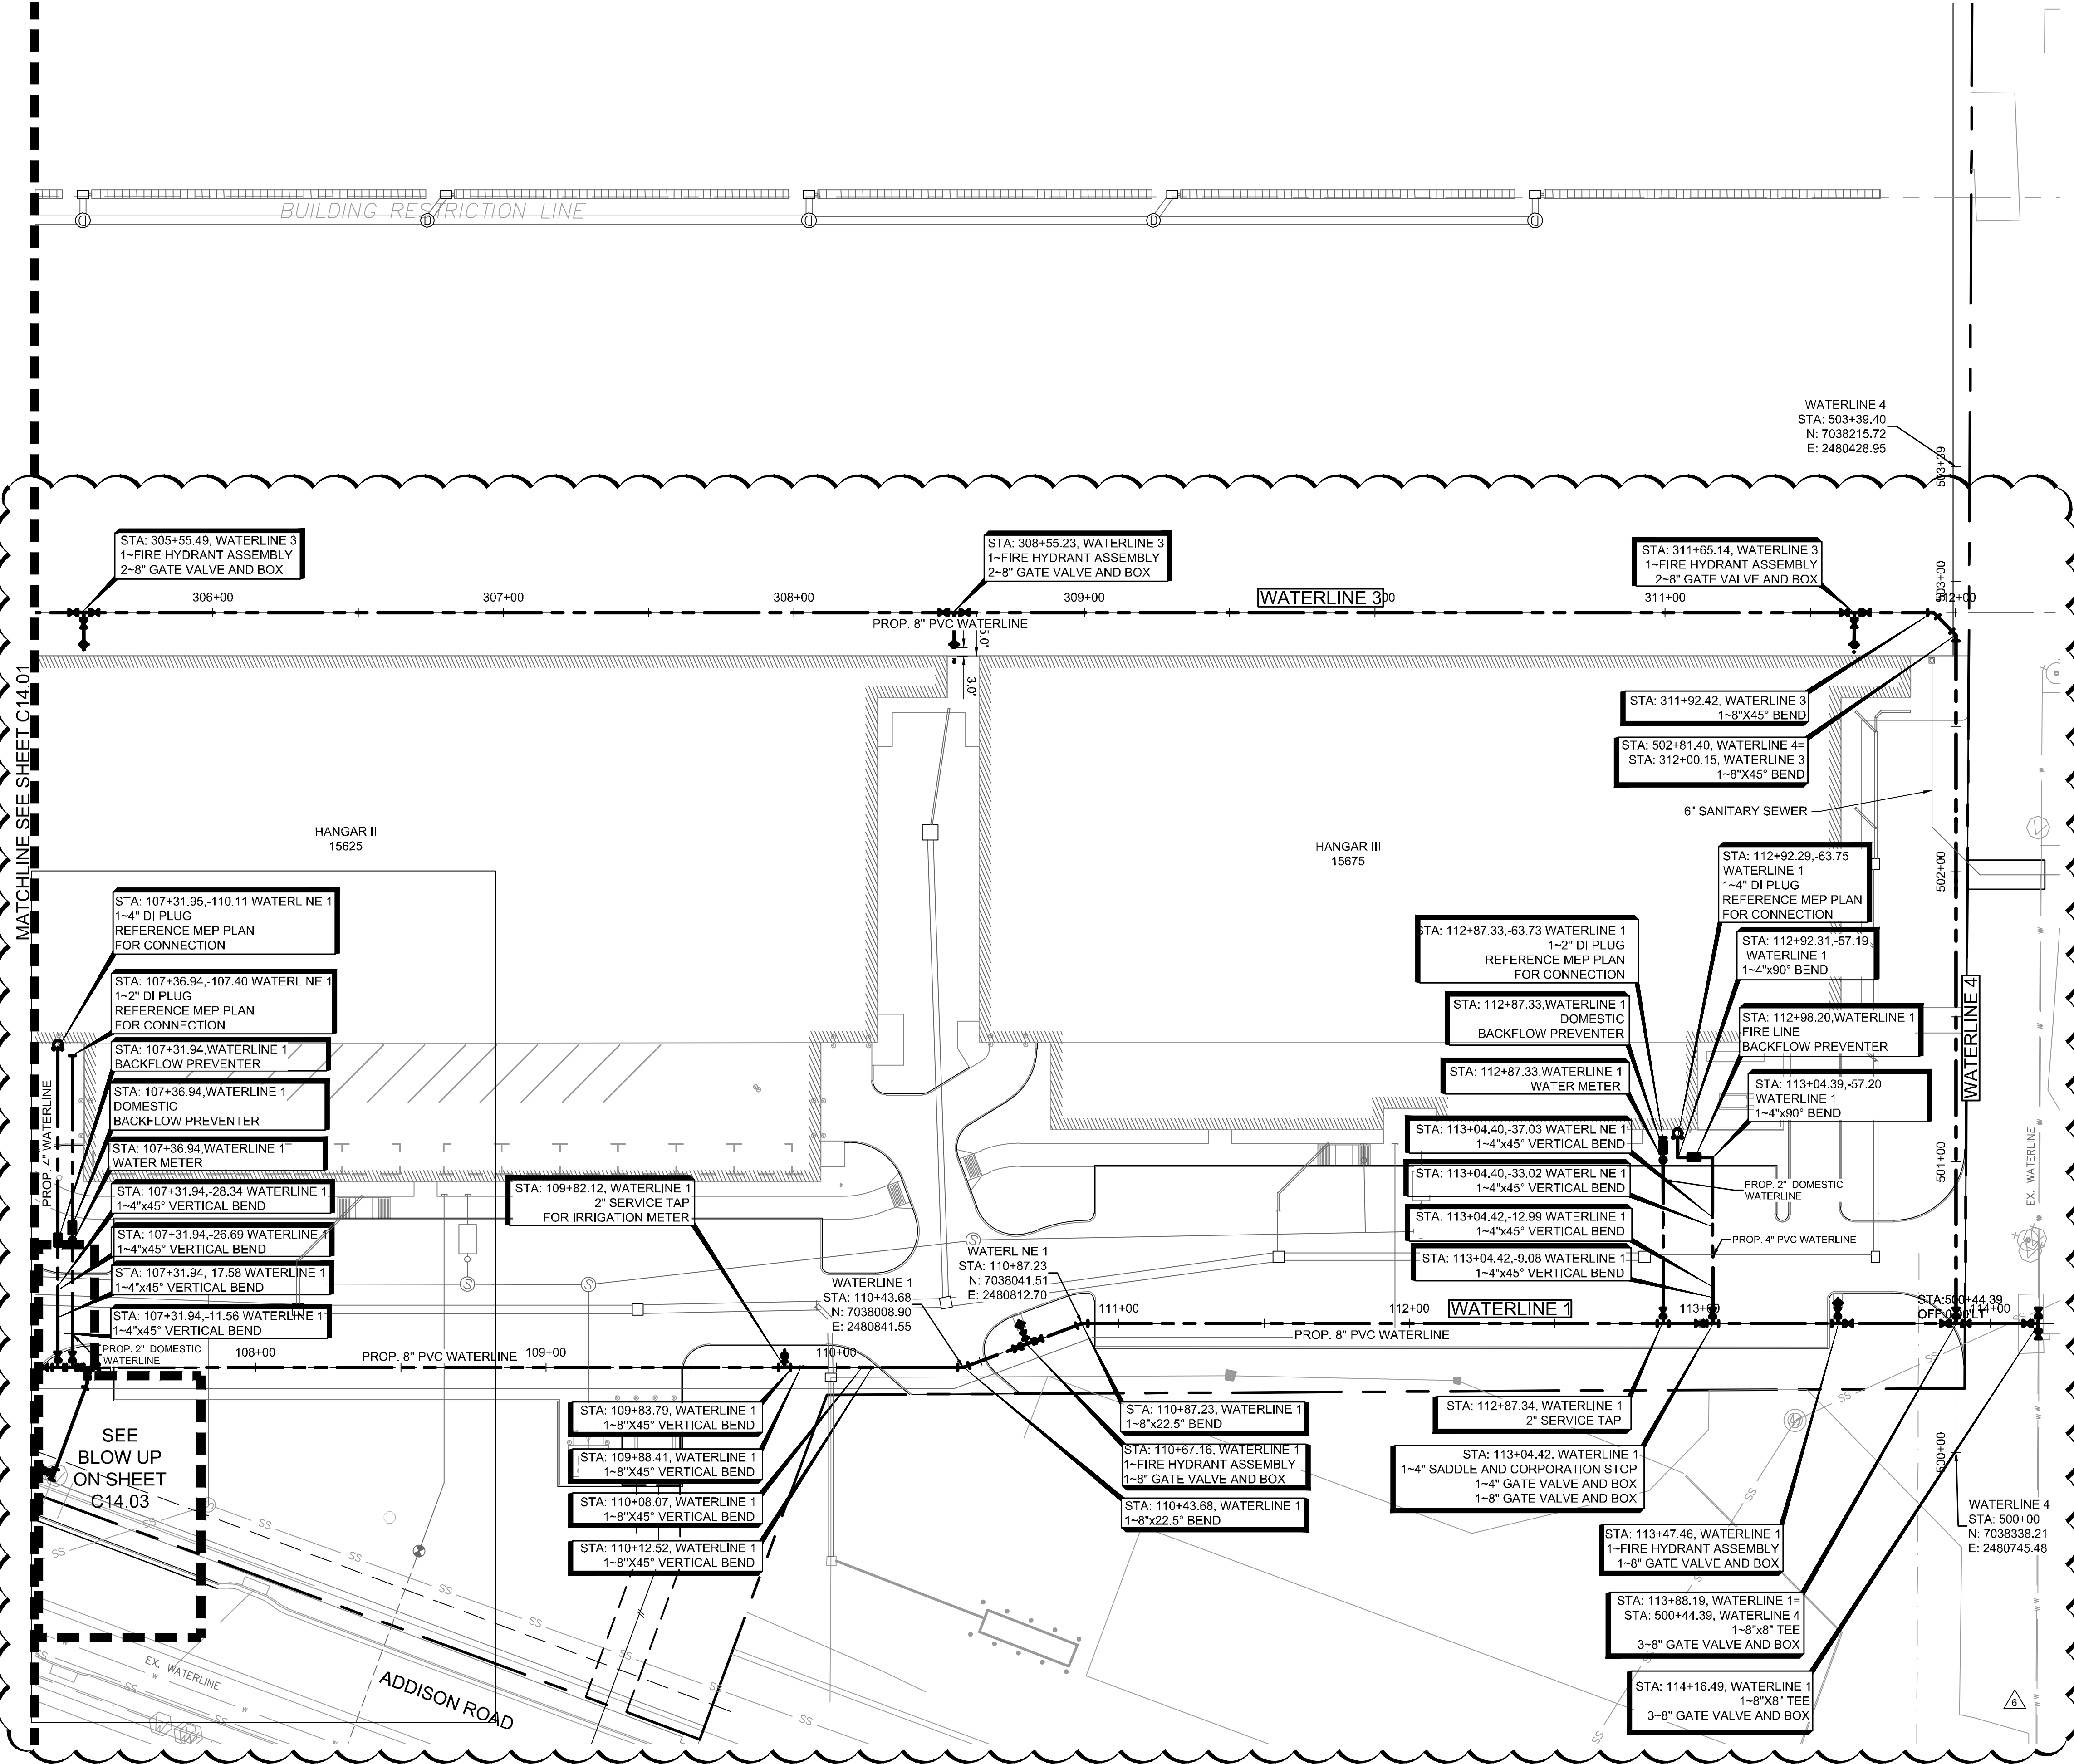 BUILDING RESTRICTION LINE
WATERLINE 4
STA: 503+39.40
N: 7038215.72
E: 2480428.95
503+39
STA: 305+55.49, WATERLINE 3
1~FIRE HYDRANT ASSEMBLY
2~8" GATE VALVE AND BOX
STA: 308+55.23, WATERLINE 3
1~FIRE HYDRANT ASSEMBLY
2~8" GATE VALVE AND BOX
STA: 311+65.14, WATERLINE 3
1~FIRE HYDRANT ASSEMBLY
2~8" GATE VALVE AND BOX
306+00
307+00
308+00
309+00
WATERLINE 3
311+00
312+00
503+00
PROP. 8" PVC WATERLINE
5.0'
3.0'
MATCHLINE SEE SHEET C14.01
STA: 311+92.42, WATERLINE 3
1~8"X45° BEND
STA: 502+81.40, WATERLINE 4=
STA: 312+00.15, WATERLINE 3
1~8"X45° BEND
6" SANITARY SEWER
HANGAR II
15625
HANGAR III
15675
502+00
STA: 107+31.95,-110.11 WATERLINE 1
1~4" DI PLUG
REFERENCE MEP PLAN
FOR CONNECTION
STA: 107+36.94,-107.40 WATERLINE 1
1~2" DI PLUG
REFERENCE MEP PLAN
FOR CONNECTION
STA: 107+31.94,WATERLINE 1
BACKFLOW PREVENTER
STA: 107+36.94,WATERLINE 1
DOMESTIC
BACKFLOW PREVENTER
STA: 107+36.94,WATERLINE 1
WATER METER
STA: 107+31.94,-28.34 WATERLINE 1
1~4"x45° VERTICAL BEND
STA: 107+31.94,-26.69 WATERLINE 1
1~4"x45° VERTICAL BEND
STA: 107+31.94,-17.58 WATERLINE 1
1~4"x45° VERTICAL BEND
STA: 107+31.94,-11.56 WATERLINE 1
1~4"x45° VERTICAL BEND
PROP. 4" WATERLINE
PROP. 2" DOMESTIC
WATERLINE
STA: 112+92.29,-63.75
WATERLINE 1
1~4" DI PLUG
REFERENCE MEP PLAN
FOR CONNECTION
STA: 112+87.33,-63.73 WATERLINE 1
1~2" DI PLUG
REFERENCE MEP PLAN
FOR CONNECTION
STA: 112+92.31,-57.19
WATERLINE 1
1~4"x90° BEND
STA: 112+87.33,WATERLINE 1
DOMESTIC
BACKFLOW PREVENTER
STA: 112+98.20,WATERLINE 1
FIRE LINE
BACKFLOW PREVENTER
STA: 112+87.33,WATERLINE 1
WATER METER
STA: 113+04.39,-57.20
WATERLINE 1
1~4"x90° BEND
WATERLINE 4
STA: 113+04.40,-37.03 WATERLINE 1
1~4"x45° VERTICAL BEND
STA: 113+04.40,-33.02 WATERLINE 1
1~4"x45° VERTICAL BEND
STA: 113+04.42,-12.99 WATERLINE 1
1~4"x45° VERTICAL BEND
STA: 113+04.42,-9.08 WATERLINE 1
1~4"x45° VERTICAL BEND
PROP. 2" DOMESTIC
WATERLINE
PROP. 4" PVC WATERLINE
501+00
EX. WATERLINE
STA: 109+82.12, WATERLINE 1
2" SERVICE TAP
FOR IRRIGATION METER
WATERLINE 1
STA: 110+87.23
N: 7038041.51
E: 2480812.70
WATERLINE 1
STA: 110+43.68
N: 7038008.90
E: 2480841.55
108+00
PROP. 8" PVC WATERLINE
109+00
110+00
111+00
112+00
WATERLINE 1
113+00
PROP. 8" PVC WATERLINE
STA:500+44.39
OFF:0.00'LT
114+00
SEE
BLOW UP
ON SHEET
C14.03
STA: 109+83.79, WATERLINE 1
1~8"X45° VERTICAL BEND
STA: 109+88.41, WATERLINE 1
1~8"X45° VERTICAL BEND
STA: 110+08.07, WATERLINE 1
1~8"X45° VERTICAL BEND
STA: 110+12.52, WATERLINE 1
1~8"X45° VERTICAL BEND
STA: 110+87.23, WATERLINE 1
1~8"x22.5° BEND
STA: 110+67.16, WATERLINE 1
1~FIRE HYDRANT ASSEMBLY
1~8" GATE VALVE AND BOX
STA: 110+43.68, WATERLINE 1
1~8"x22.5° BEND
STA: 112+87.34, WATERLINE 1
2" SERVICE TAP
STA: 113+04.42, WATERLINE 1
1~4" SADDLE AND CORPORATION STOP
1~4" GATE VALVE AND BOX
1~8" GATE VALVE AND BOX
STA: 113+47.46, WATERLINE 1
1~FIRE HYDRANT ASSEMBLY
1~8" GATE VALVE AND BOX
STA: 113+88.19, WATERLINE 1=
STA: 500+44.39, WATERLINE 4
1~8"x8" TEE
3~8" GATE VALVE AND BOX
STA: 114+16.49, WATERLINE 1
1~8"X8" TEE
3~8" GATE VALVE AND BOX
500+00
WATERLINE 4
STA: 500+00
N: 7038338.21
E: 2480745.48
EX. WATERLINE
ADDISON ROAD
SS
SS
SS
SS
SS
SS
SS
6